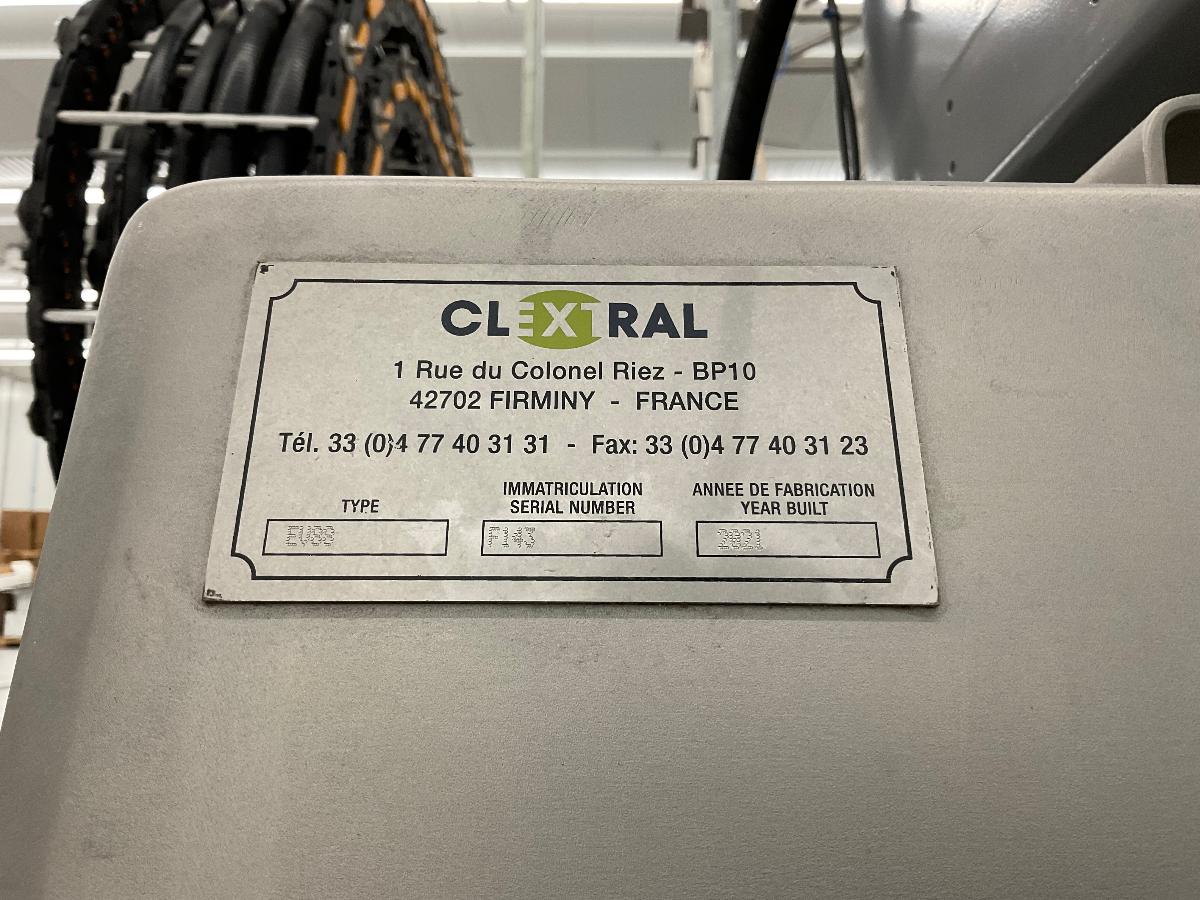 CLEXTRAL
1 Rue du Colonel Riez - BP10
42702 FIRMINY - FRANCE
Tél. 33 (0)4 77 40 31 31 - Fax: 33 (0)4 77 40 31 23
TYPE
IMMATRICULATION
SERIAL NUMBER
ANNEE DE FABRICATION
YEAR BUILT
F143
2021